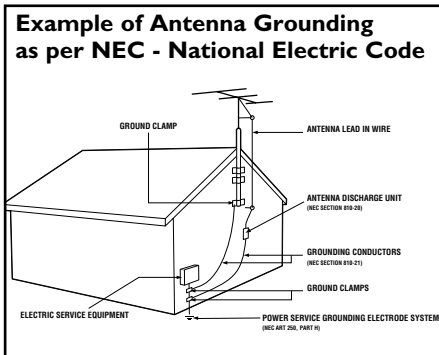 Example of Antenna Grounding
as per NEC - National Electric Code
GROUND CLAMP
ANTENNA LEAD IN WIRE
ANTENNA DISCHARGE UNIT
(NEC SECTION 810-20)
GROUNDING CONDUCTORS
(NEC SECTION 810-21)
GROUND CLAMPS
ELECTRIC SERVICE EQUIPMENT
POWER SERVICE GROUNDING ELECTRODE SYSTEM
(NEC ART 250, PART H)